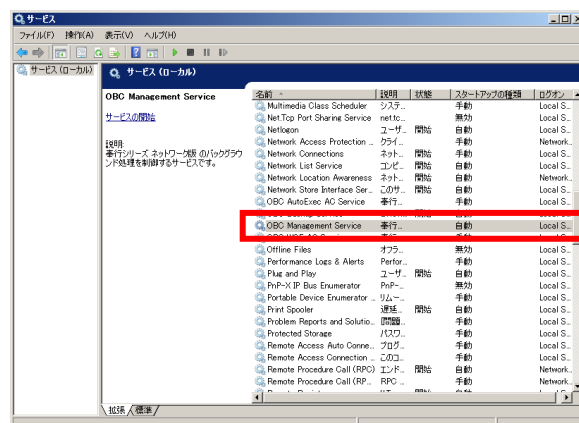 サービス
ファイル(F) 操作(A) 表示(V) ヘルプ(H)
サービス (ローカル)
サービス (ローカル)
OBC Management Service
サービスの開始
説明:
奉行シリーズ ネットワーク版 のバックグラウ
ンド処理を制御するサービスです。
名前 説明 状態 スタートアップの種類 ログオン
Multimedia Class Scheduler システ... 手動 Local S...
Net.Tcp Port Sharing Service net.tc... 無効 Local S...
Netlogon ユーザ... 開始 自動 Local S...
Network Access Protection ... クライ... 手動 Network...
Network Connections ネット... 開始 手動 Local S...
Network List Service コンピ... 開始 自動 Local S...
Network Location Awareness ネット... 開始 自動 Network...
Network Store Interface Ser... このサ... 開始 自動 Local S...
OBC AutoExec AC Service 奉行... 手動 Local S...
OBC Management Service 奉行... 自動 Local S...
Offline Files オフラ... 無効 Local S...
Performance Logs & Alerts Perfor... 手動 Local S...
Plug and Play ユーザ... 開始 自動 Local S...
PnP-X IP Bus Enumerator PnP-... 無効 Local S...
Portable Device Enumerator ... リムー... 手動 Local S...
Print Spooler 遅延... 開始 自動 Local S...
Problem Reports and Solutio... 手動 Local S...
Protected Storage パスワ... 手動 Local S...
Remote Access Auto Conne... プログ... 手動 Local S...
Remote Access Connection ... このコ... 手動 Local S...
Remote Procedure Call (RPC) エンド... 開始 自動 Network...
Remote Procedure Call (RP... RPC ... 手動 Network...
拡張 標準